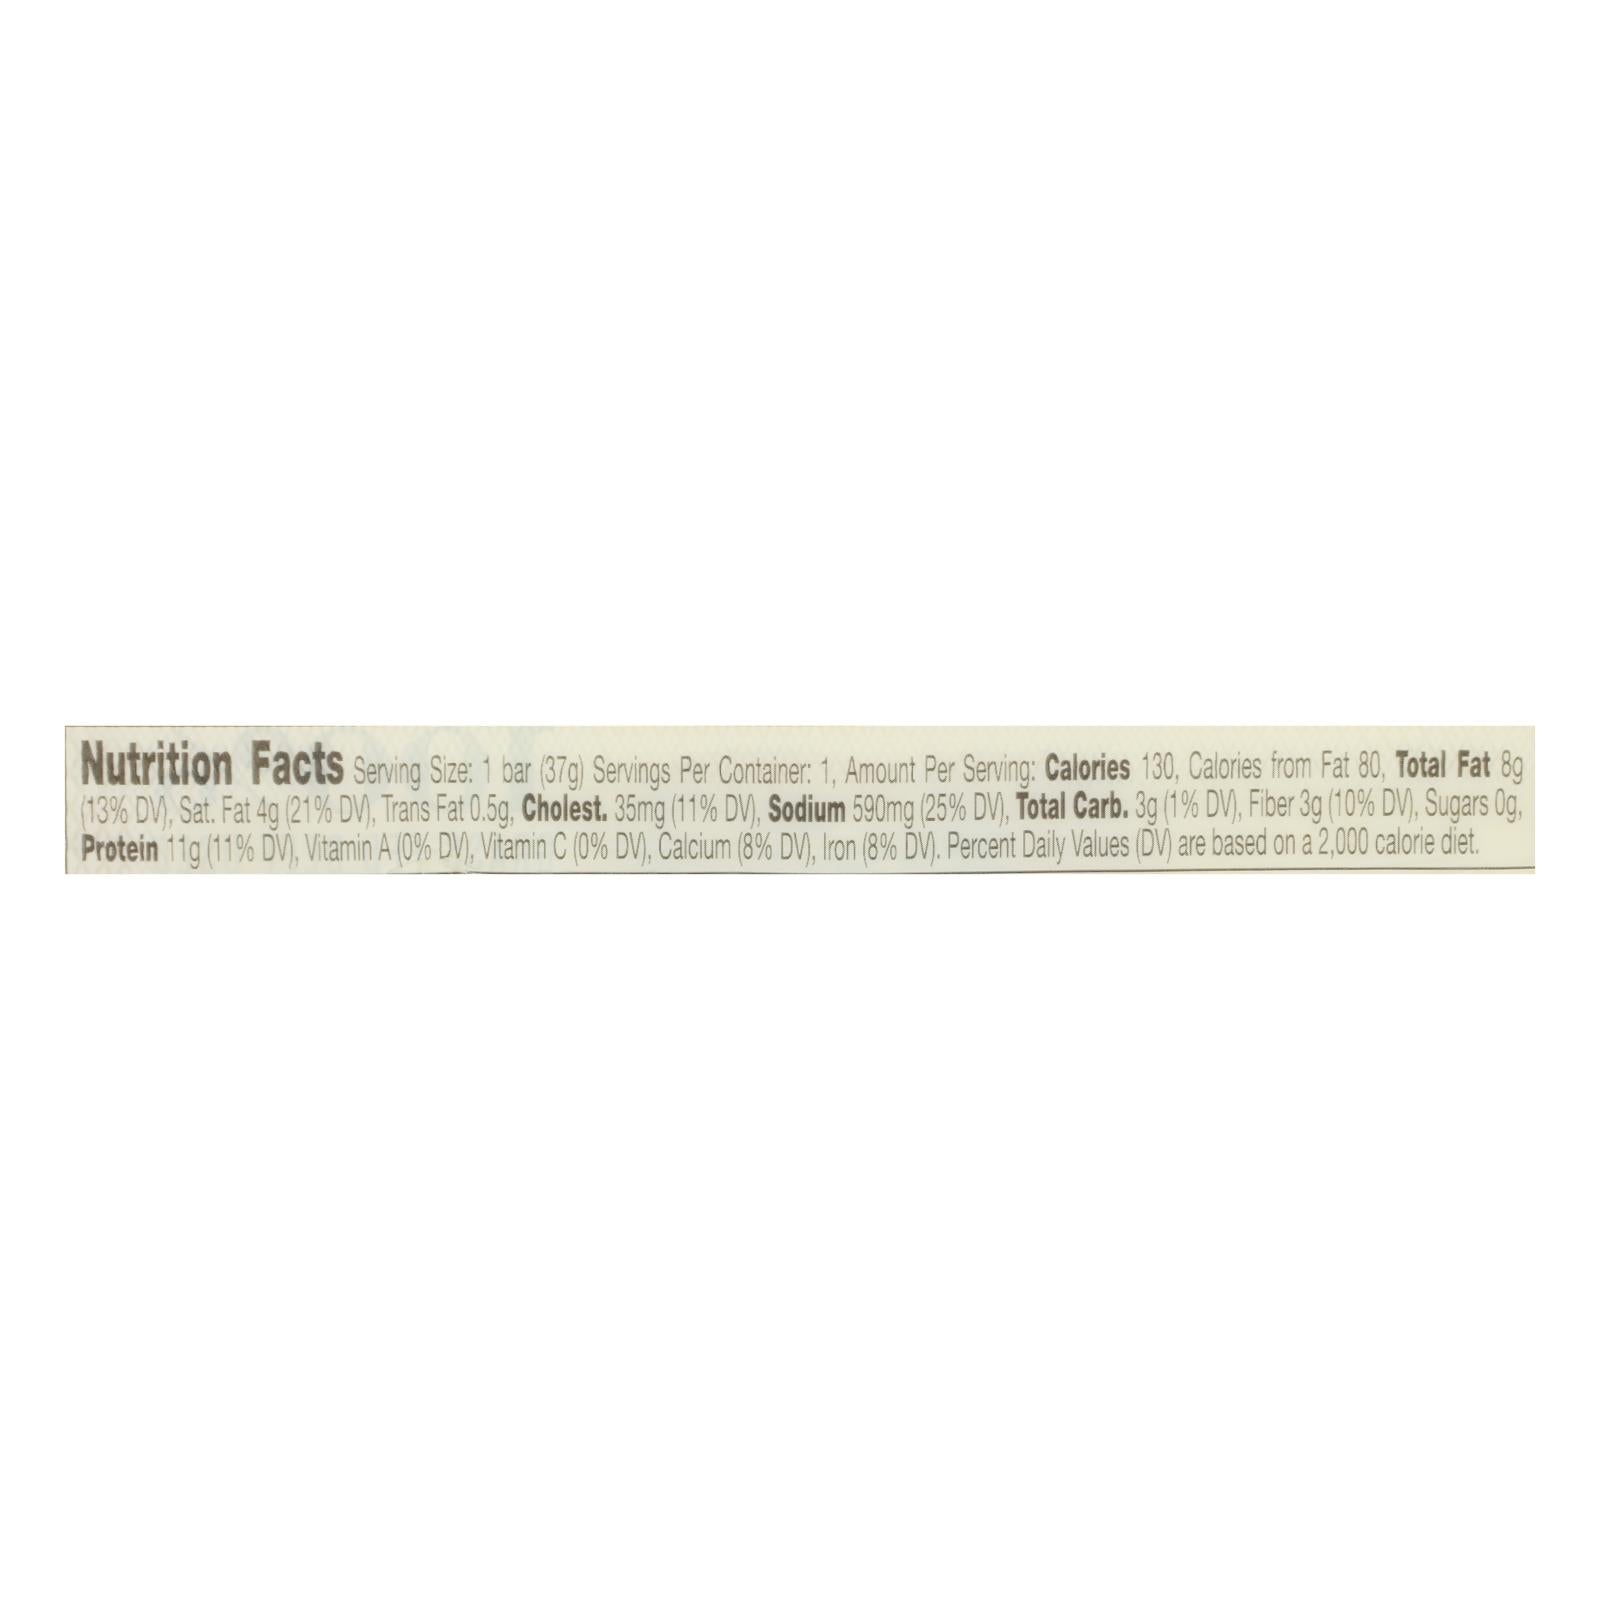 Nutrition Facts Serving Size: 1 bar (37g) Servings Per Container: 1, Amount Per Serving: Calories 130, Calories from Fat 80, Total Fat 8g
(13% DV), Sat. Fat 4g (21% DV), Trans Fat 0.5g, Cholest. 35mg (11% DV), Sodium 590mg (25% DV), Total Carb. 3g (1% DV), Fiber 3g (10% DV), Sugars 0g,
Protein 11g (11% DV), Vitamin A (0% DV), Vitamin C (0% DV), Calcium (8% DV), Iron (8% DV). Percent Daily Values (DV) are based on a 2,000 calorie diet.